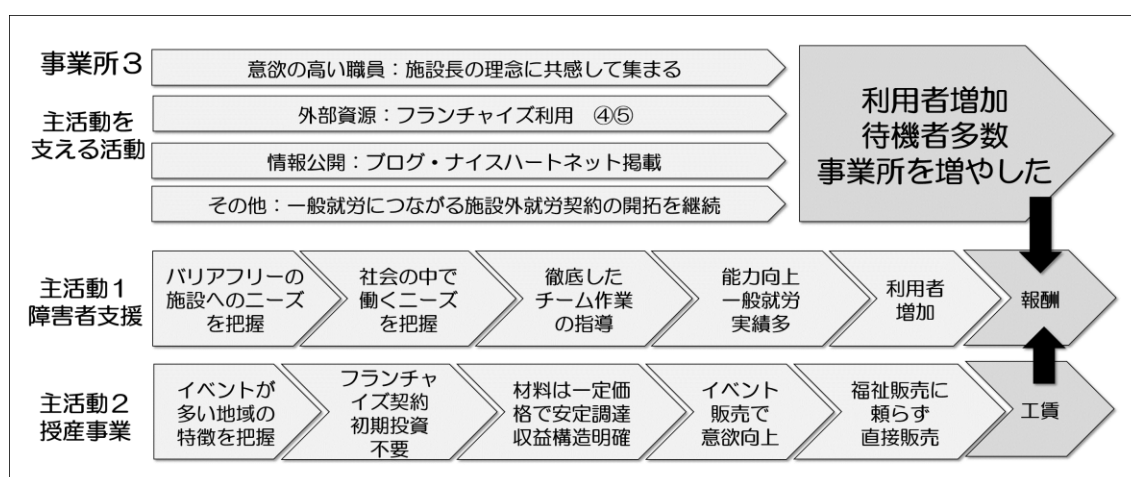 事業所3
意欲の高い職員：施設長の理念に共感して集まる
主活動を
支える活動
外部資源：フランチャイズ利用　④⑤
情報公開：ブログ・ナイスハートネット掲載
その他：一般就労につながる施設外就労契約の開拓を継続
利用者増加
待機者多数
事業所を増やした
主活動1
障害者支援
バリアフリーの
施設へのニーズ
を把握
社会の中で
働くニーズ
を把握
徹底した
チーム作業
の指導
能力向上
一般就労
実績多
利用者
増加
報酬
主活動2
授産事業
イベントが
多い地域の
特徴を把握
フランチャ
イズ契約
初期投資
不要
材料は一定価
格で安定調達
収益構造明確
イベント
販売で
意欲向上
福祉販売に
頼らず
直接販売
工賃